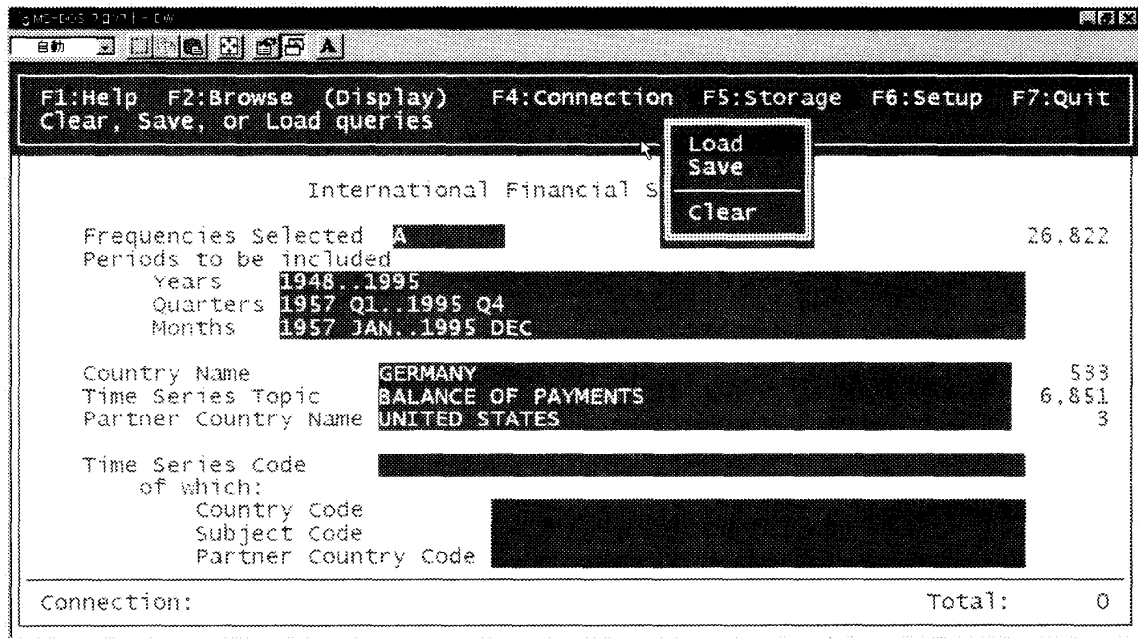 自動 A
F1:Help F2:Browse (Display) F4:Connection F5:Storage F6:Setup F7:Quit
Clear, Save, or Load queries
Load
Save
Clear
International Financial S
Frequencies Selected A 26,822
Periods to be included
Years 1948..1995
Quarters 1957 Q1..1995 Q4
Months 1957 JAN..1995 DEC
Country Name GERMANY 533
Time Series Topic BALANCE OF PAYMENTS 6,851
Partner Country Name UNITED STATES 3
Time Series Code
of which:
Country Code
Subject Code
Partner Country Code
Connection: Total: 0